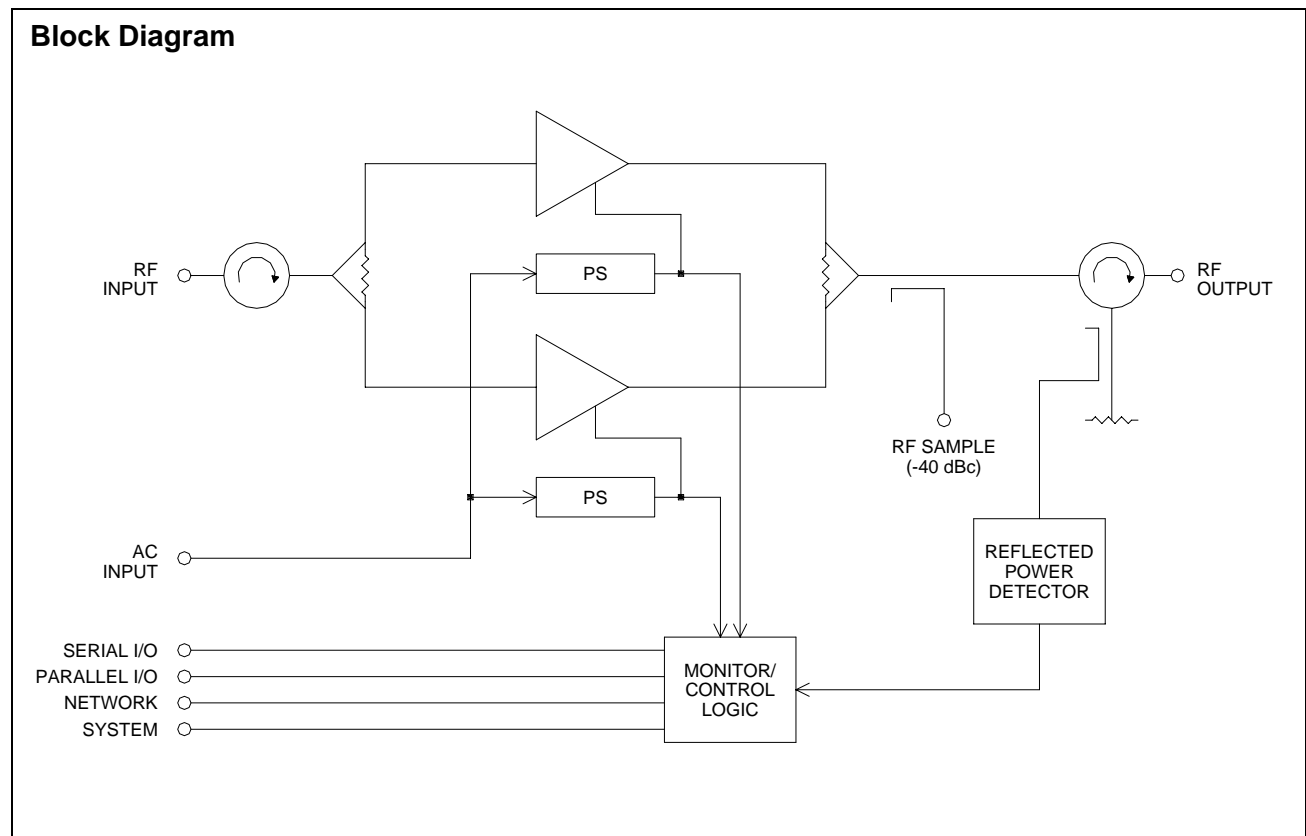 Block Diagram
RF
INPUT
PS
RF
OUTPUT
RF SAMPLE
(-40 dBc)
PS
AC
INPUT
REFLECTED
POWER
DETECTOR
SERIAL I/O
PARALLEL I/O
NETWORK
SYSTEM
MONITOR/
CONTROL
LOGIC